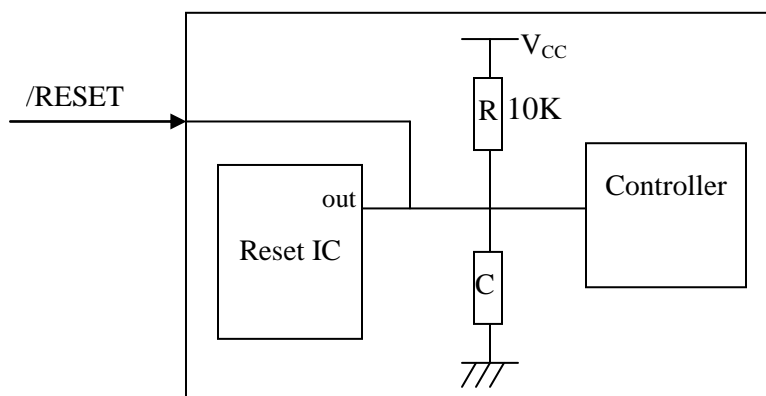 V_CC
/RESET
R 10K
out
Reset IC
Controller
C